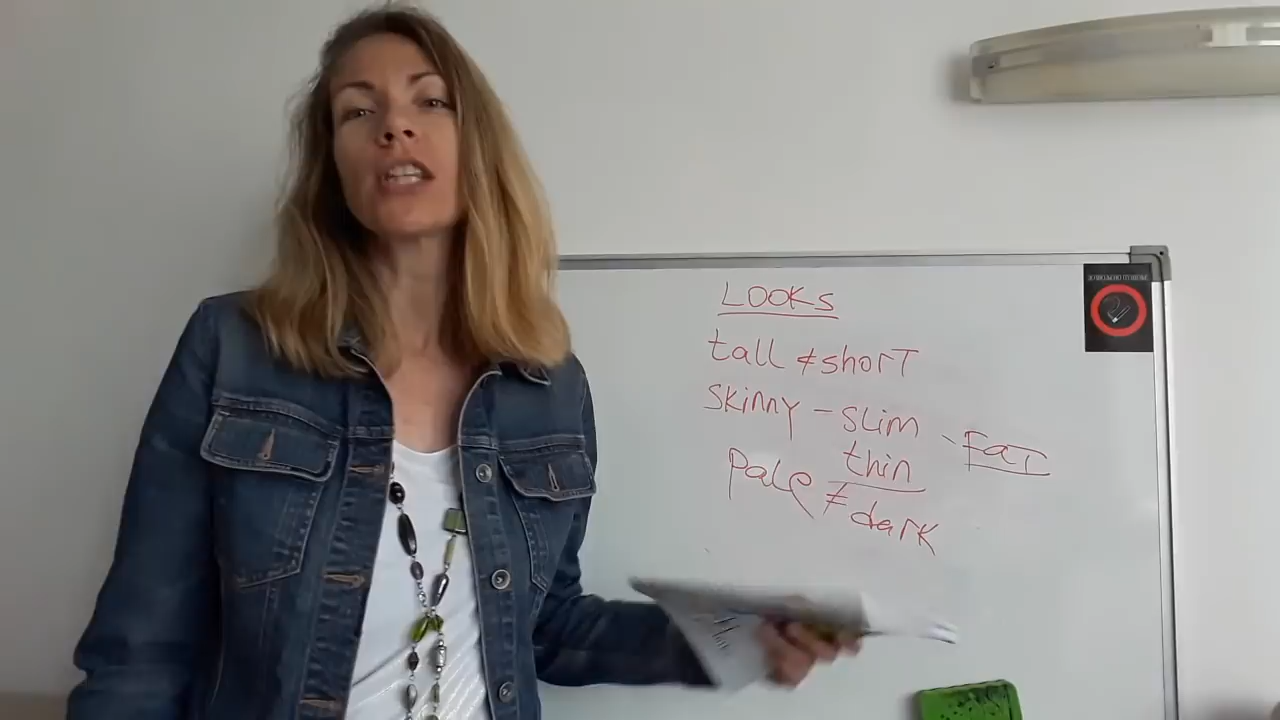 LOOKS
tall ≠ short
skinny - slim - FaT
thin
pale ≠ dark